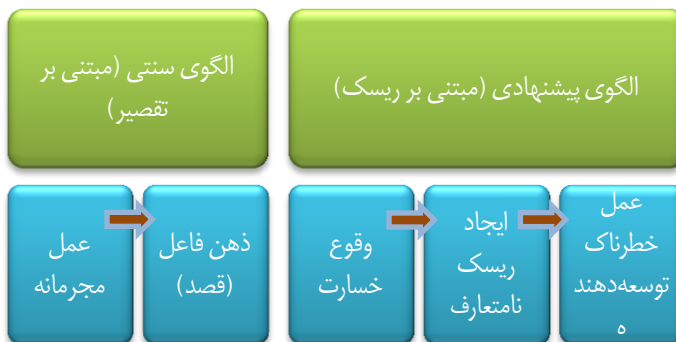 الگوی پیشنهادی (مبتنی بر ریسک)
الگوی سنتی (مبتنی بر
تقصیر)
عمل
خطرناک
توسعه‌دهند
ه
ایجاد
ریسک
نامتعارف
وقوع
خسارت
ذهن فاعل
(قصد)
عمل
مجرمانه